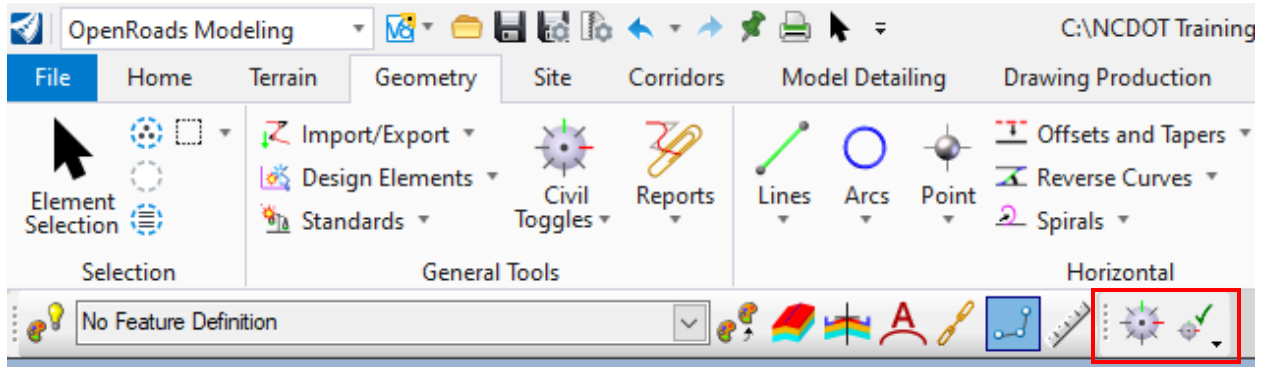 OpenRoads Modeling
C:\NCDOT Training
File Home Terrain Geometry Site Corridors Model Detailing Drawing Production
Element Selection
Import/Export
Design Elements
Standards
Civil Toggles
Reports
Lines
Arcs
Point
Offsets and Tapers
Reverse Curves
Spirals
Selection General Tools Horizontal
No Feature Definition
A